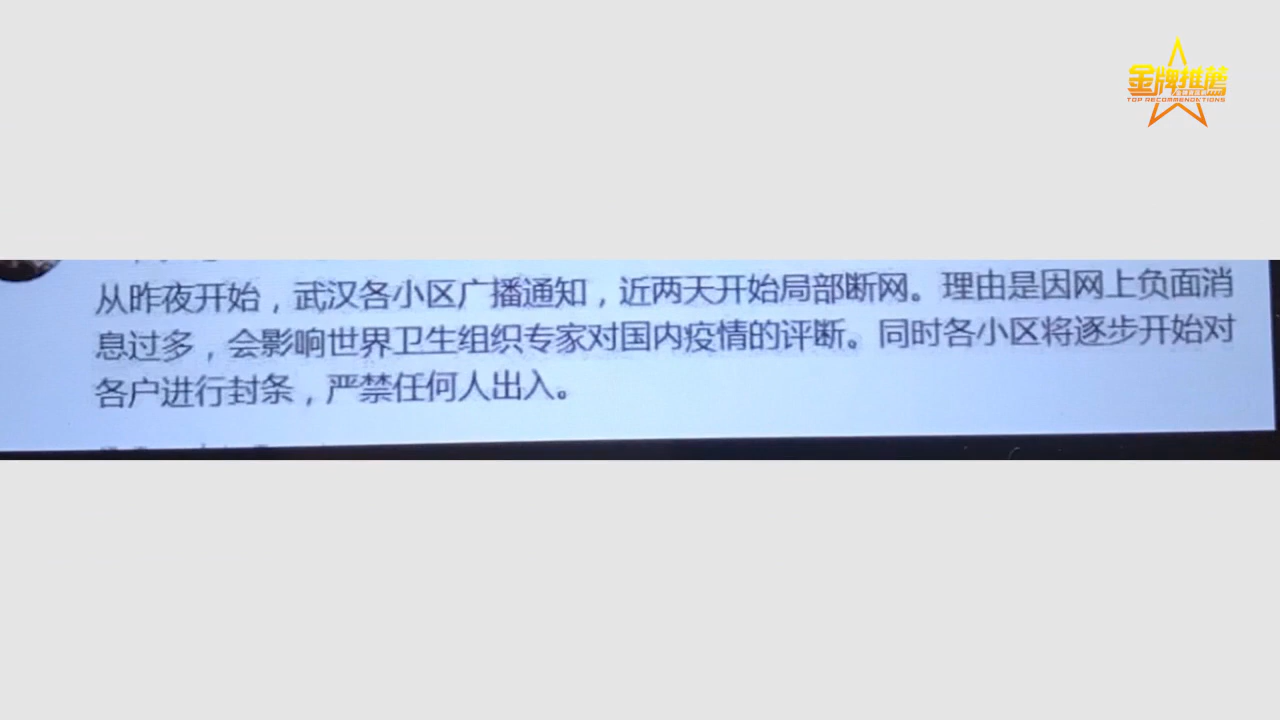 金牌推薦
TOP RECOMMENDATIONS
从昨夜开始，武汉各小区广播通知，近两天开始局部断网。理由是因网上负面消
息过多，会影响世界卫生组织专家对国内疫情的评断。同时各小区将逐步开始对
各户进行封条，严禁任何人出入。